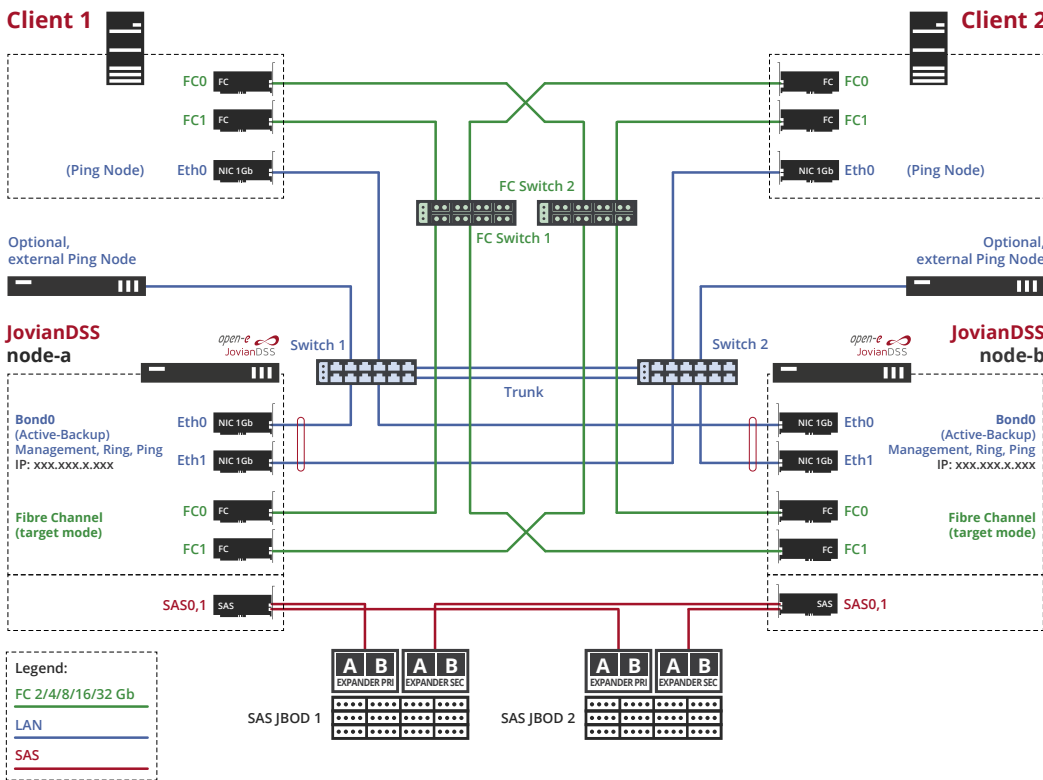 Client 1
Client 2
FC0
FC
FC
FC0
FC1
FC
FC
FC1
(Ping Node)
Eth0
NIC 1Gb
NIC 1Gb
Eth0
(Ping Node)
FC Switch 2
FC Switch 1
Optional,
external Ping Node
Optional,
external Ping Node
JovianDSS
node-a
open-e
JovianDSS
Switch 1
Switch 2
open-e
JovianDSS
JovianDSS
node-b
Trunk
Bond0
(Active-Backup)
Management, Ring, Ping
IP: xxx.xxx.x.xxx
Eth0
NIC 1Gb
Eth1
NIC 1Gb
NIC 1Gb
Eth0
NIC 1Gb
Eth1
Bond0
(Active-Backup)
Management, Ring, Ping
IP: xxx.xxx.x.xxx
Fibre Channel
(target mode)
FC0
FC
FC1
FC
FC
FC0
FC
FC1
Fibre Channel
(target mode)
SAS0,1
SAS
SAS
SAS0,1
A B
EXPANDER PRI
A B
EXPANDER SEC
A B
EXPANDER PRI
A B
EXPANDER SEC
SAS JBOD 1
SAS JBOD 2
Legend:
FC 2/4/8/16/32 Gb
LAN
SAS